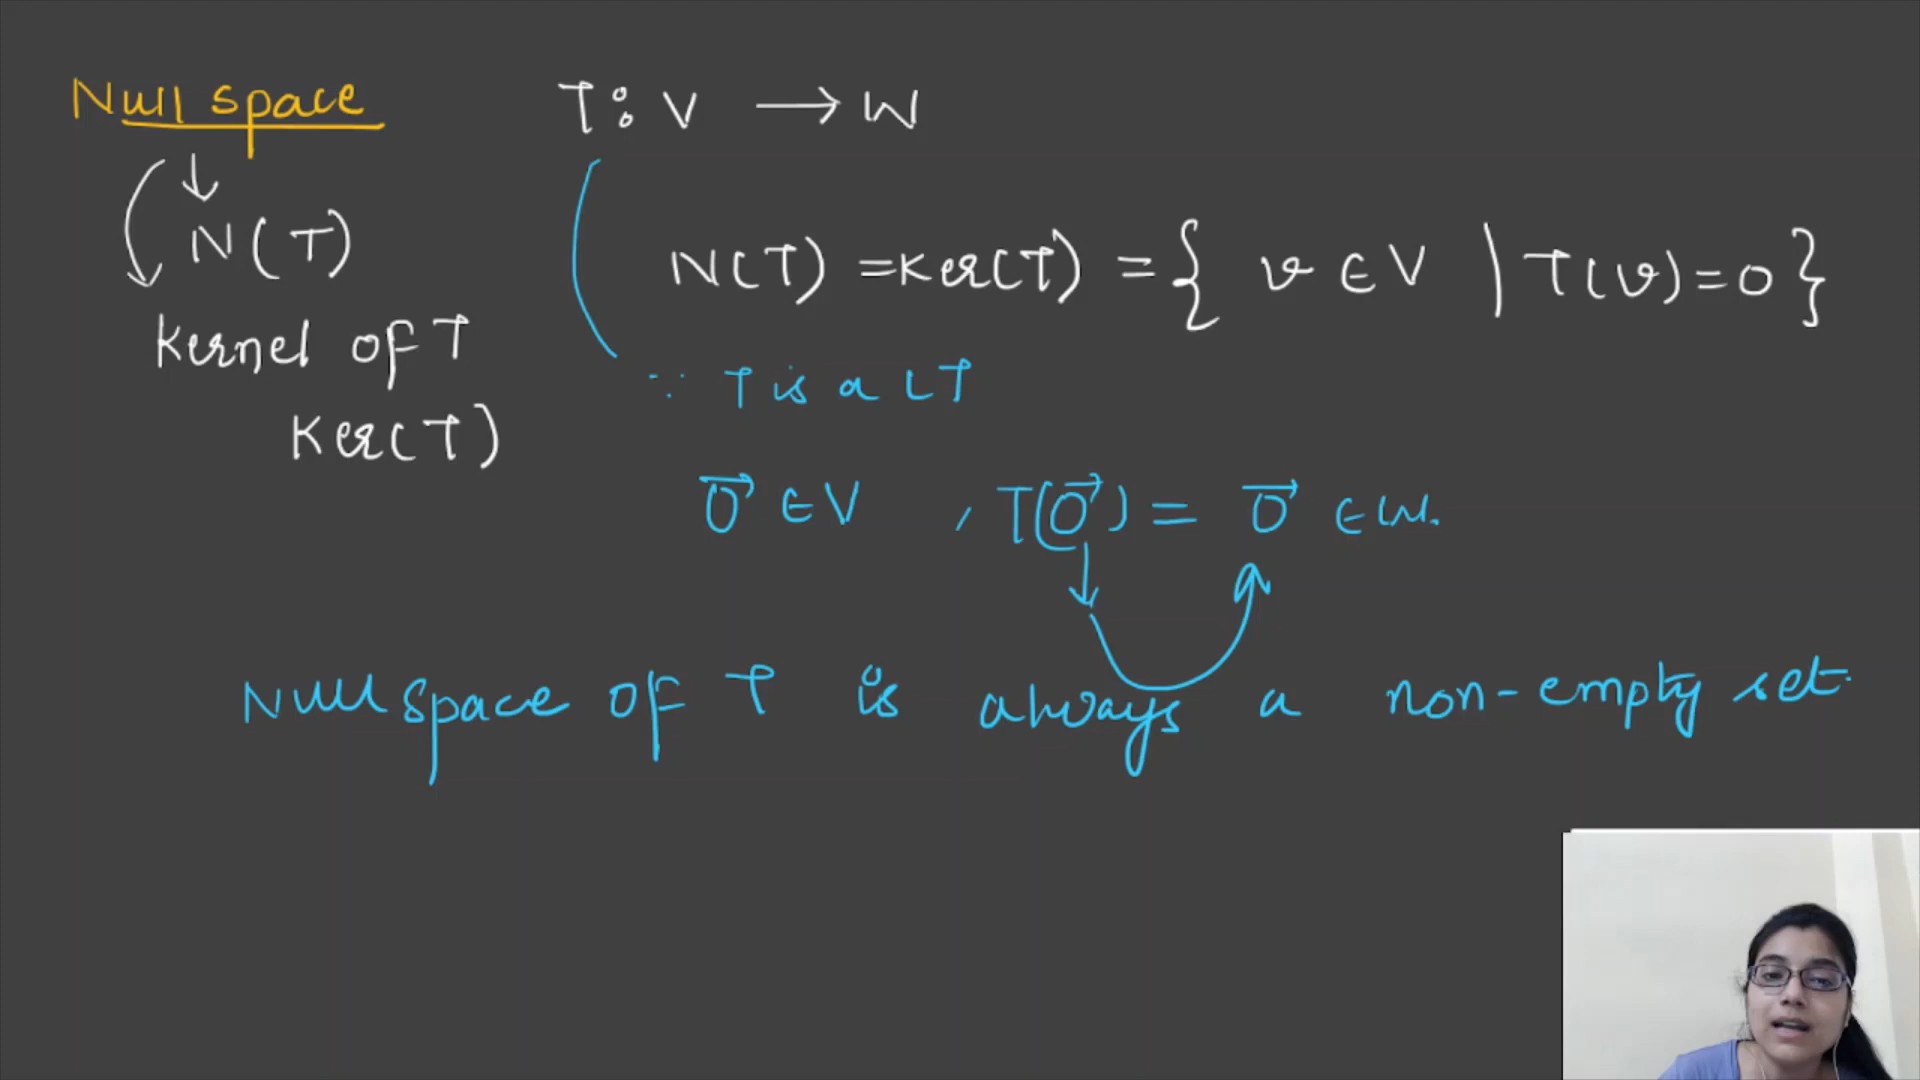 Null space T: V → W
N(T)
N(T) = Ker(T) = { v ∈ V | T(v) = 0 }
Kernel of T
∵ T is a LT
Ker(T)
0⃗ ∈ V , T(0⃗) = 0⃗ ∈ W.
Null space of T is always a non-empty set.